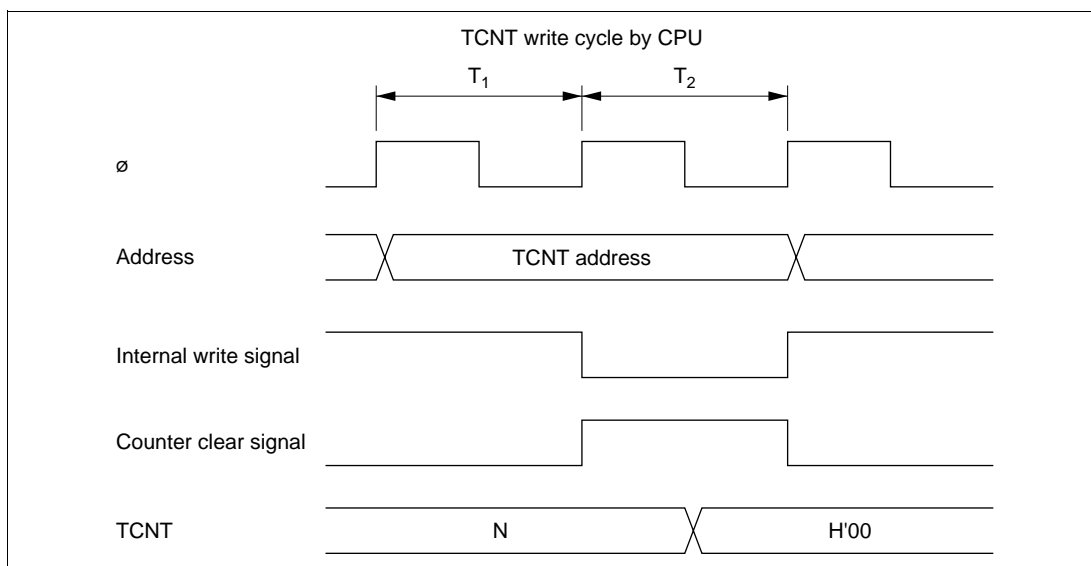 TCNT write cycle by CPU
T1 T2
ø
Address TCNT address
Internal write signal
Counter clear signal
TCNT N H'00